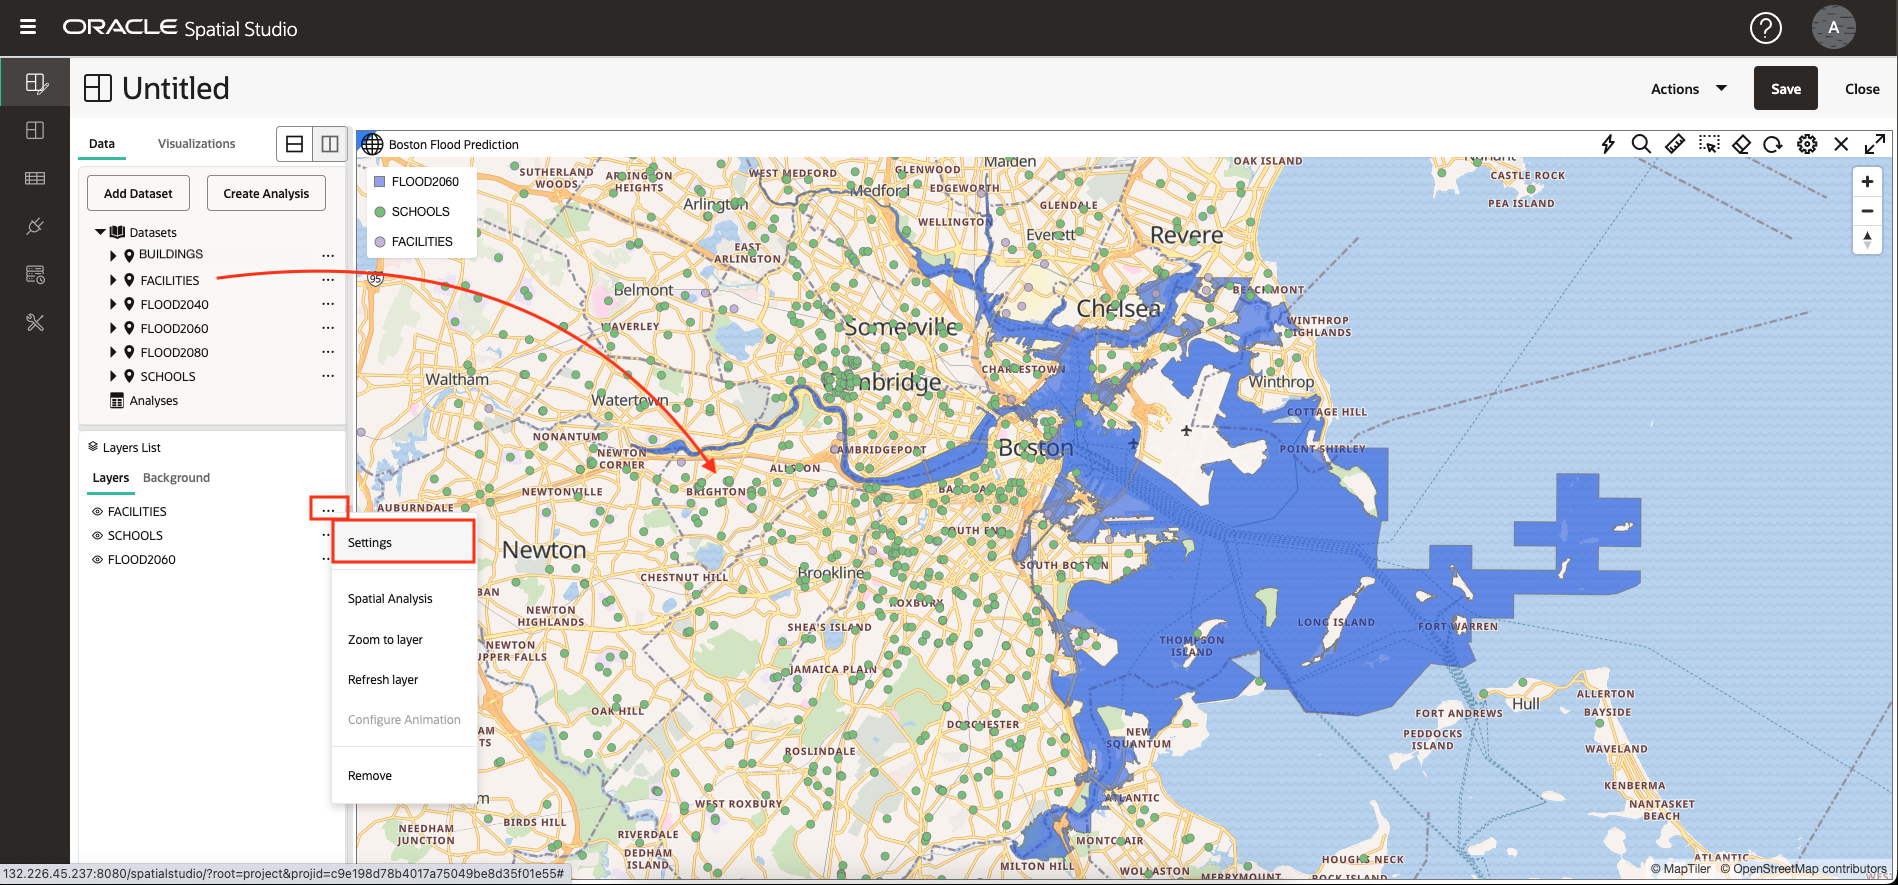 ORACLE Spatial Studio
A
Untitled
Actions
Save
Close
Data
Visualizations
Add Dataset
Create Analysis
Datasets
BUILDINGS
FACILITIES
FLOOD2040
FLOOD2060
FLOOD2080
SCHOOLS
Analyses
Layers List
Layers
Background
FACILITIES
SCHOOLS
FLOOD2060
Settings
Spatial Analysis
Zoom to layer
Refresh layer
Configure Animation
Remove
Boston Flood Prediction
FLOOD2060
SCHOOLS
FACILITIES
SUTHERLAND
WOODS
ARLINGTON
HEIGHTS
WEST MEDFORD
GLENWOOD
Malden
OAK ISLAND
CASTLE ROCK
PEA ISLAND
Medford
EDGEWORTH
Arlington
GLENDALE
WELLINGTON
Everett
Revere
EAST
ARLINGTON
95
Belmont
BEACHMONT
Chelsea
WAVERLEY
Somerville
WINTHROP
HIGHLANDS
CHARLESTOWN
Waltham
Winthrop
Watertown
COTTAGE HILL
NONANTUM
NEWTON
CORNER
AMBRIDGEPORT
Boston
POINT SHIRLEY
ALLSTON
NEWTONVILLE
BRIGHTON
AUBURNDALE
SOUTH EN
Newton
SOUTH BOSTON
CHESTNUT HILL
Brookline
BAN
NEWTON
HIGHLANDS
ROXBURY
SHEA'S ISLAND
LONG ISLAND
FORT WARREN
THOMPSON
ISLAND
NEWTON
UPPER FALLS
JAMAICA PLAIN
OAK HILL
Hull
ALLERTON
BAYSIDE
FORT ANDREWS
PEDDOCKS
ISLAND
DORCHESTER
NEW
SQUANTUM
ROSLINDALE
WAVELAND
KENBERMA
NANTASKET
BEACH
ATLANTIC
WEST ROXBURY
BIRDS HILL
NEEDHAM
JUNCTION
RIVERDALE
DEDHAM
ISLAND
MONTCLAIR
MILTON HILL
WOLLASTON
MERRYMOUNT
HOUGHS NECK
ROCK ISLAND
ATLANTIC
© MapTiler © OpenStreetMap contributors
132.226.45.237:8080/spatialstudio/?root=project&projid=c9e198d78b4017a75049be8d35f01e55#